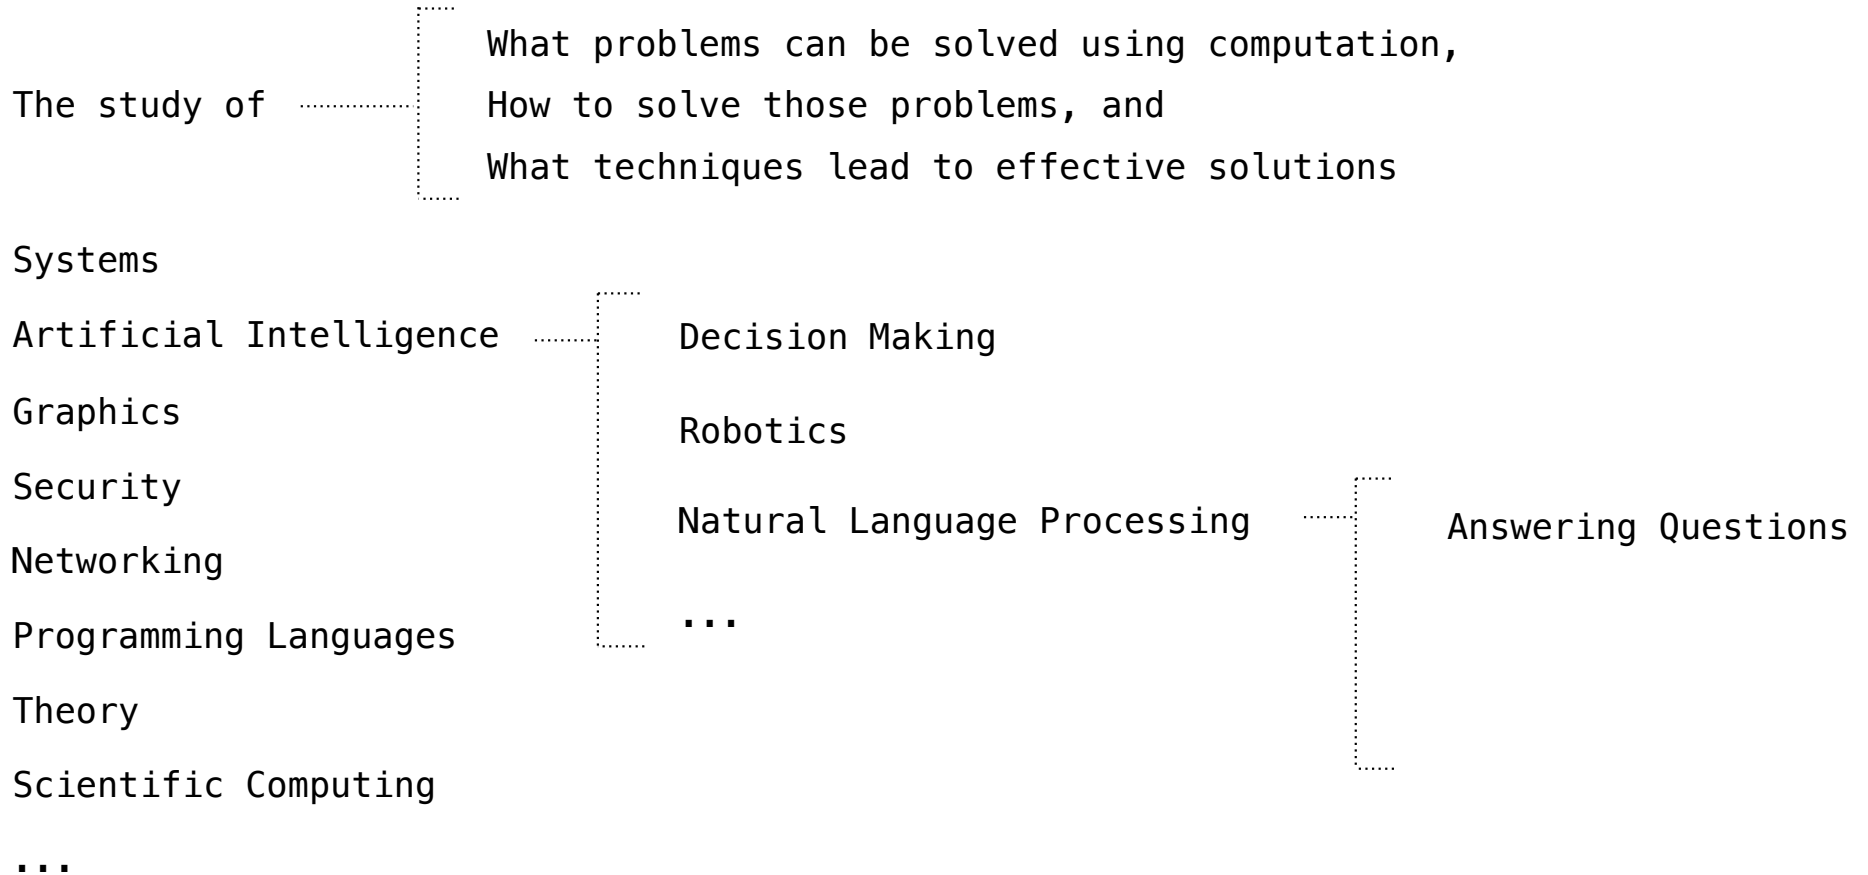 What problems can be solved using computation,
The study of
How to solve those problems, and
What techniques lead to effective solutions
Systems
Artificial Intelligence
Decision Making
Graphics
Robotics
Security
Natural Language Processing
Answering Questions
Networking
...
Programming Languages
Theory
Scientific Computing
...